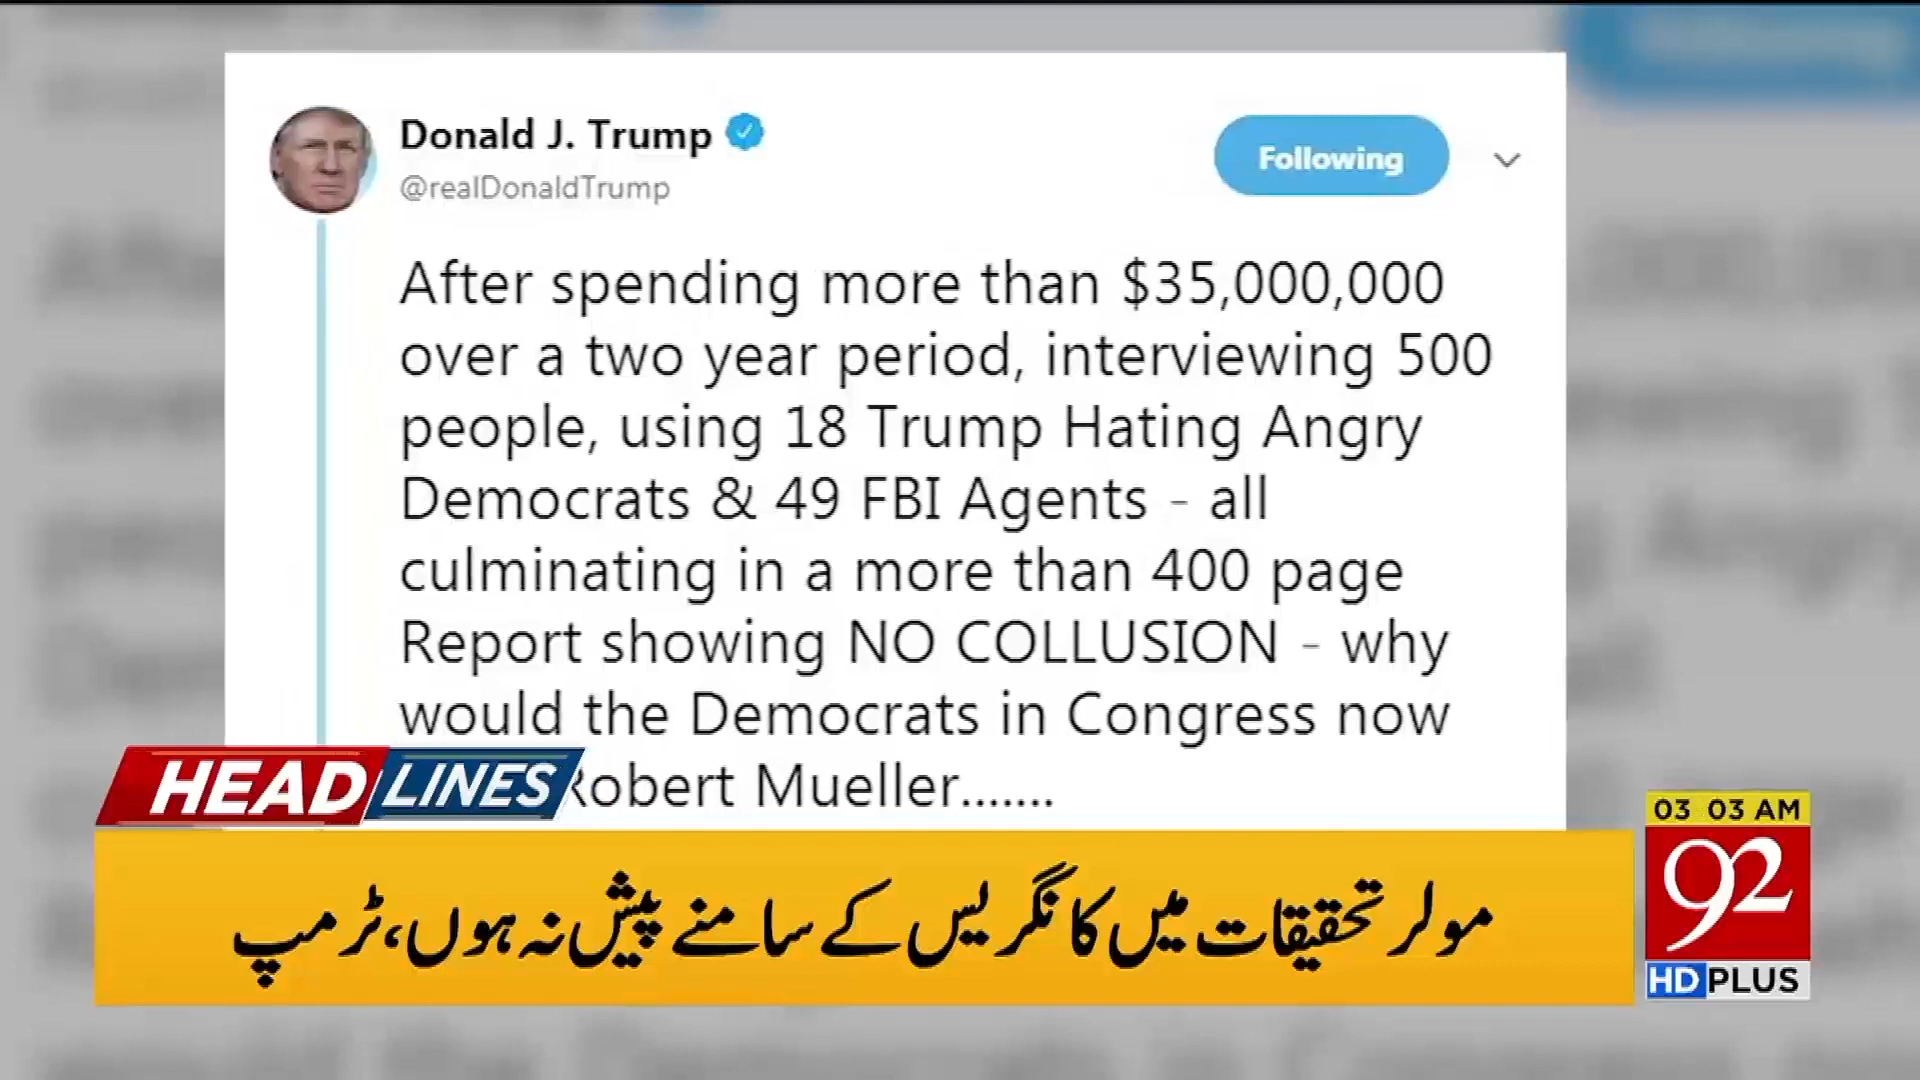 Donald J. Trump
@realDonaldTrump
Following
After spending more than $35,000,000
over a two year period, interviewing 500
people, using 18 Trump Hating Angry
Democrats & 49 FBI Agents - all
culminating in a more than 400 page
Report showing NO COLLUSION - why
would the Democrats in Congress now
Robert Mueller.......
HEADLINES
مولر تحقیقات میں کانگریس کے سامنے پیش نہ ہوں، ٹرمپ
03 03 AM
92
HD PLUS